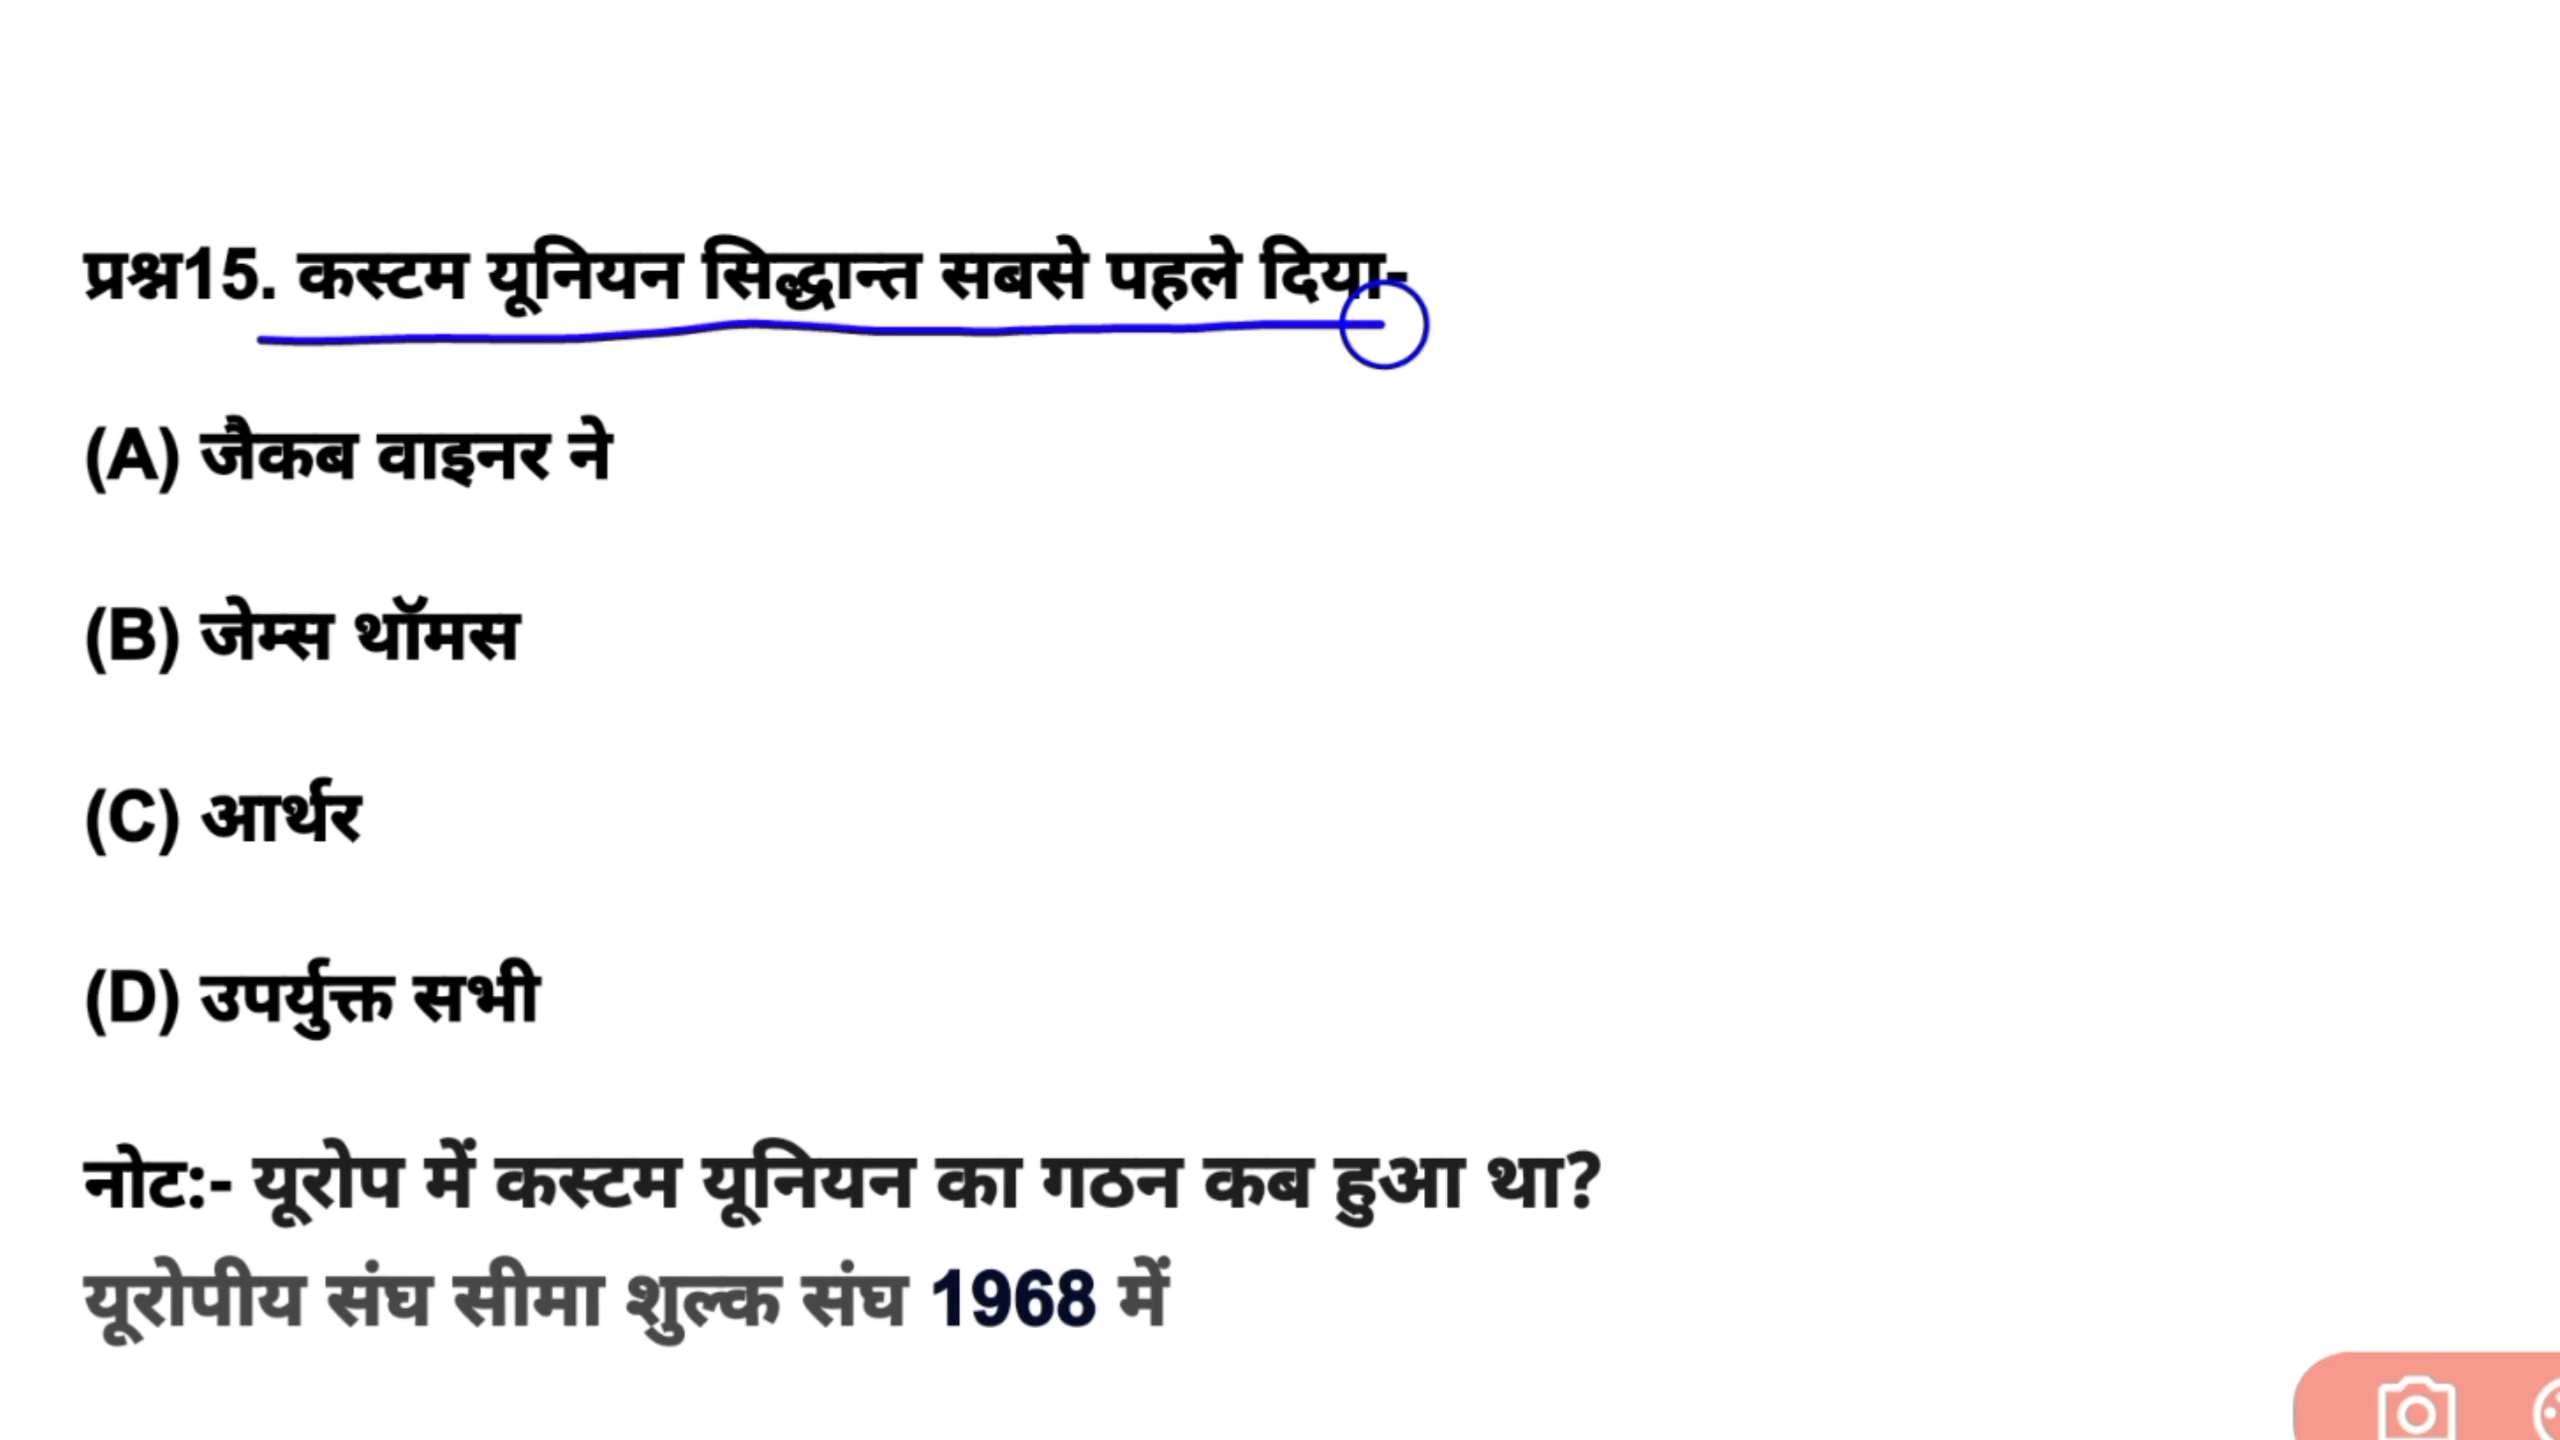 प्रश्न15. कस्टम यूनियन सिद्धान्त सबसे पहले दिया-
(A) जैकब वाइनर ने
(B) जेम्स थॉमस
(C) आर्थर
(D) उपर्युक्त सभी
नोट:- यूरोप में कस्टम यूनियन का गठन कब हुआ था?
यूरोपीय संघ सीमा शुल्क संघ 1968 में